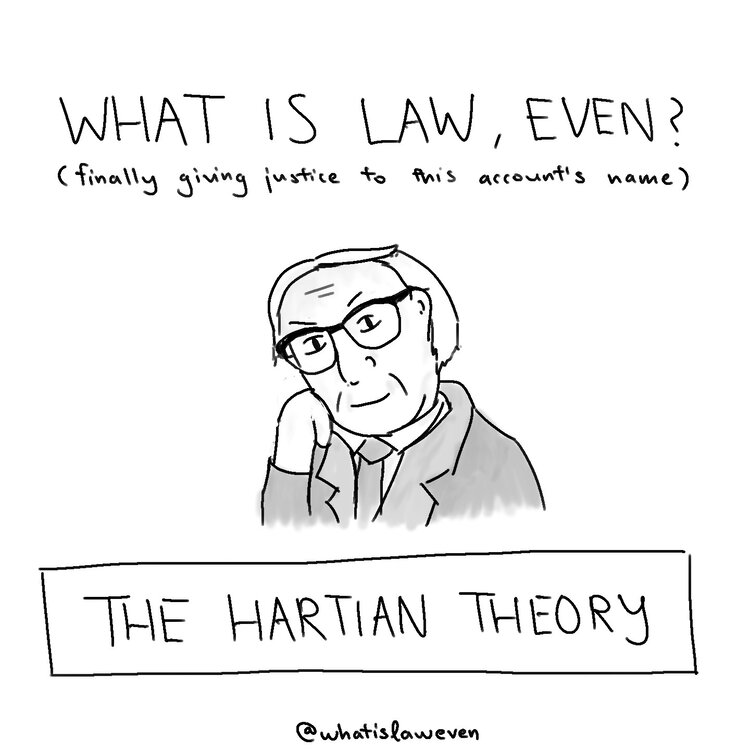 WHAT IS LAW, EVEN?
(finally giving justice to this account's name)
THE HARTIAN THEORY
@whatislaweven